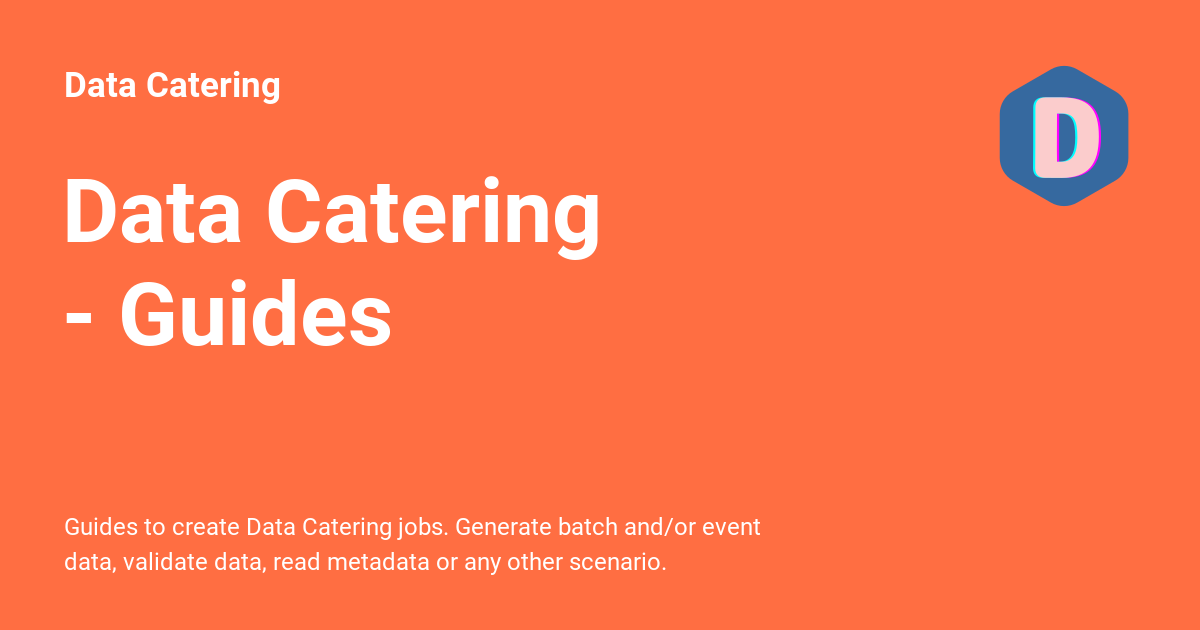 Data Catering
D
Data Catering
- Guides
Guides to create Data Catering jobs. Generate batch and/or event
data, validate data, read metadata or any other scenario.